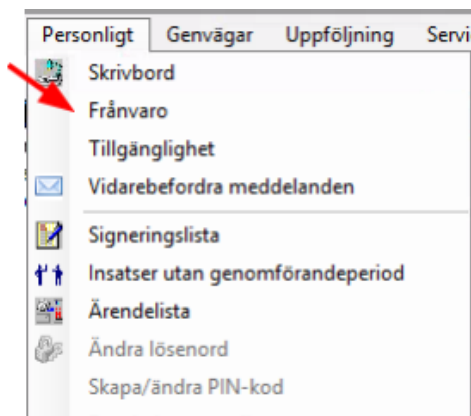 Personligt Genvägar Uppföljning Servi
Skrivbord
Frånvaro
Tillgänglighet
Vidarebefordra meddelanden
Signeringslista
Insatser utan genomförandeperiod
Ärendelista
Ändra lösenord
Skapa/ändra PIN-kod